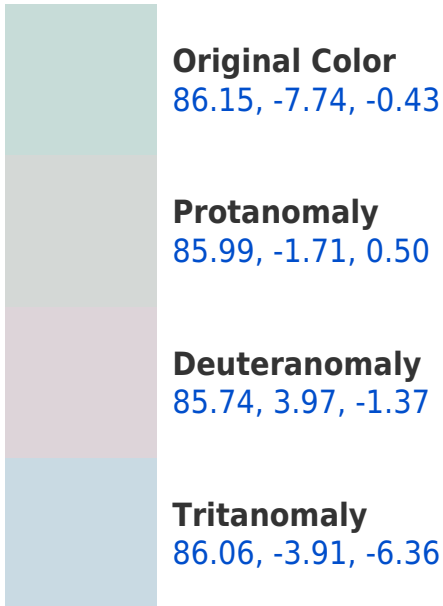 Original Color
86.15, -7.74, -0.43
Protanomaly
85.99, -1.71, 0.50
Deuteranomaly
85.74, 3.97, -1.37
Tritanomaly
86.06, -3.91, -6.36